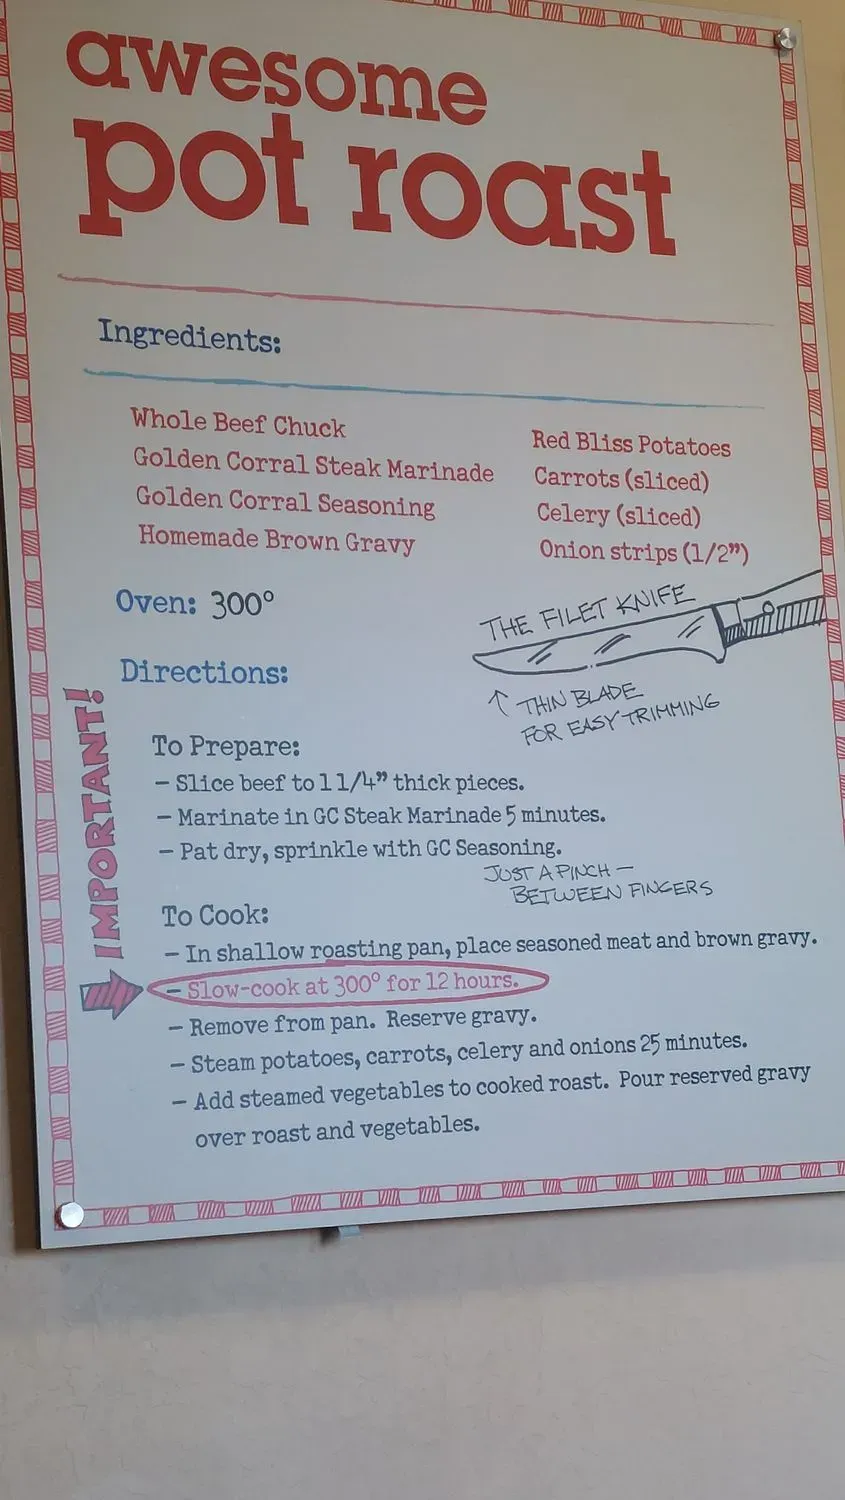 awesome
pot roast
Ingredients:
Whole Beef Chuck
Golden Corral Steak Marinade
Golden Corral Seasoning
Homemade Brown Gravy
Red Bliss Potatoes
Carrots (sliced)
Celery (sliced)
Onion strips (1/2")
Oven: 300°
THE FILET KNIFE
↑ THIN BLADE
FOR EASY TRIMMING
Directions:
To Prepare:
– Slice beef to 1 1/4" thick pieces.
– Marinate in GC Steak Marinade 5 minutes.
– Pat dry, sprinkle with GC Seasoning.
JUST A PINCH –
BETWEEN FINGERS
To Cook:
– In shallow roasting pan, place seasoned meat and brown gravy.
IMPORTANT!
– Slow-cook at 300° for 12 hours.
– Remove from pan. Reserve gravy.
– Steam potatoes, carrots, celery and onions 25 minutes.
– Add steamed vegetables to cooked roast. Pour reserved gravy
over roast and vegetables.